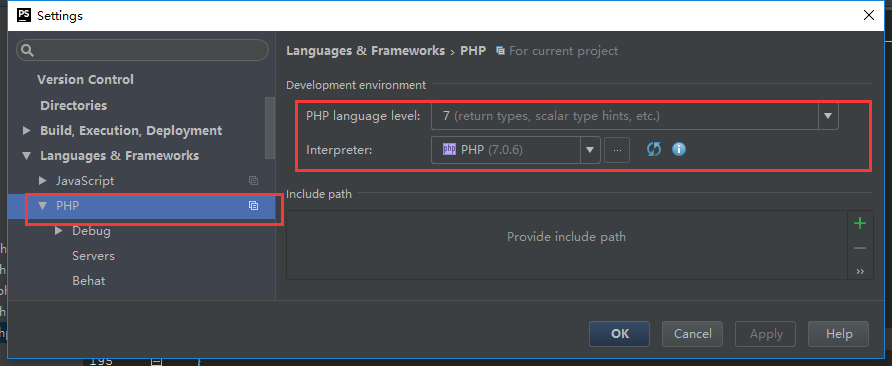 PS Settings
Languages & Frameworks › PHP For current project
Version Control
Directories
Build, Execution, Deployment
Languages & Frameworks
JavaScript
PHP
Debug
Servers
Behat
Development environment
PHP language level: 7 (return types, scalar type hints, etc.)
Interpreter: php PHP (7.0.6) ...
Include path
Provide include path
»
OK Cancel Apply Help
195 }